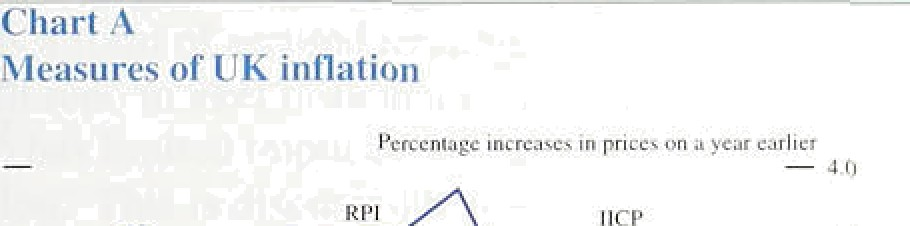 Chart A
Measures of UK inflation
Percentage increases in prices on a year earlier
4.0
RPI
HICP